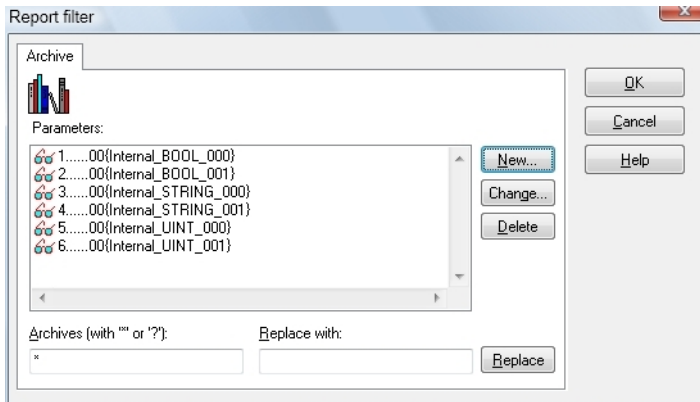 Report filter
Archive
Parameters:
1......00{Internal_BOOL_000}
2......00{Internal_BOOL_001}
3......00{Internal_STRING_000}
4......00{Internal_STRING_001}
5......00{Internal_UINT_000}
6......00{Internal_UINT_001}
New...
Change...
Delete
OK
Cancel
Help
Archives (with '*' or '?'):
Replace with:
*
Replace